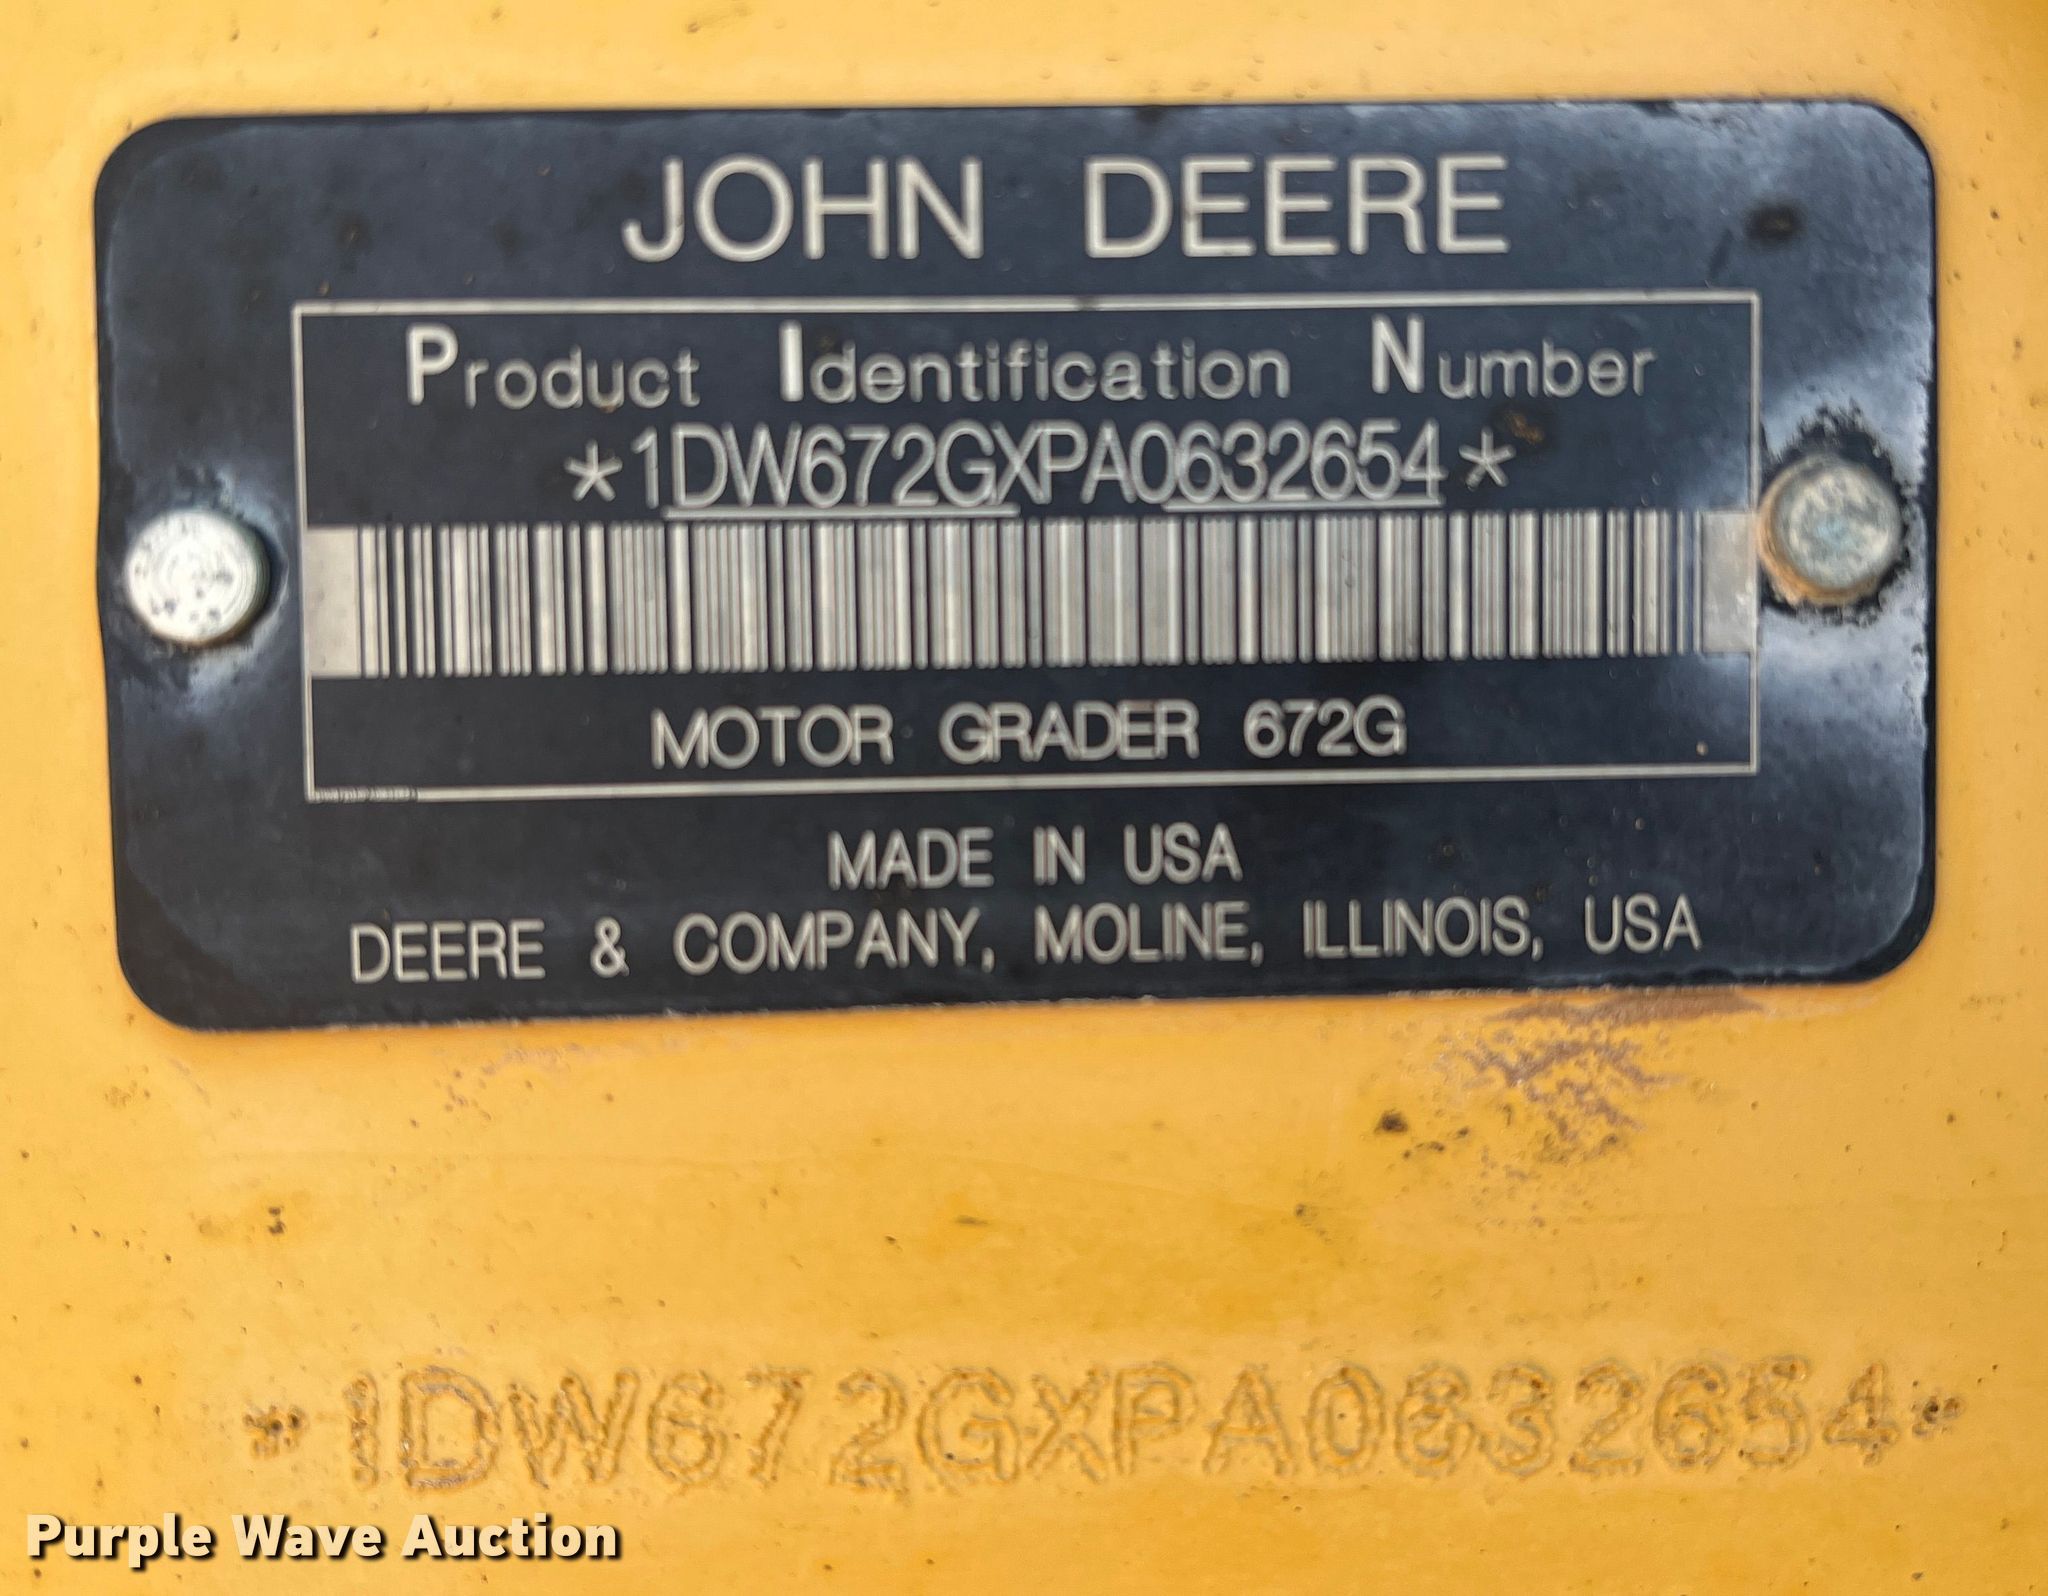 JOHN DEERE
Product Identification Number
*1DW672GXPA0632654*
MOTOR GRADER 672G
MADE IN USA
DEERE & COMPANY, MOLINE, ILLINOIS, USA
*1DW672GXPA0632654*
Purple Wave Auction